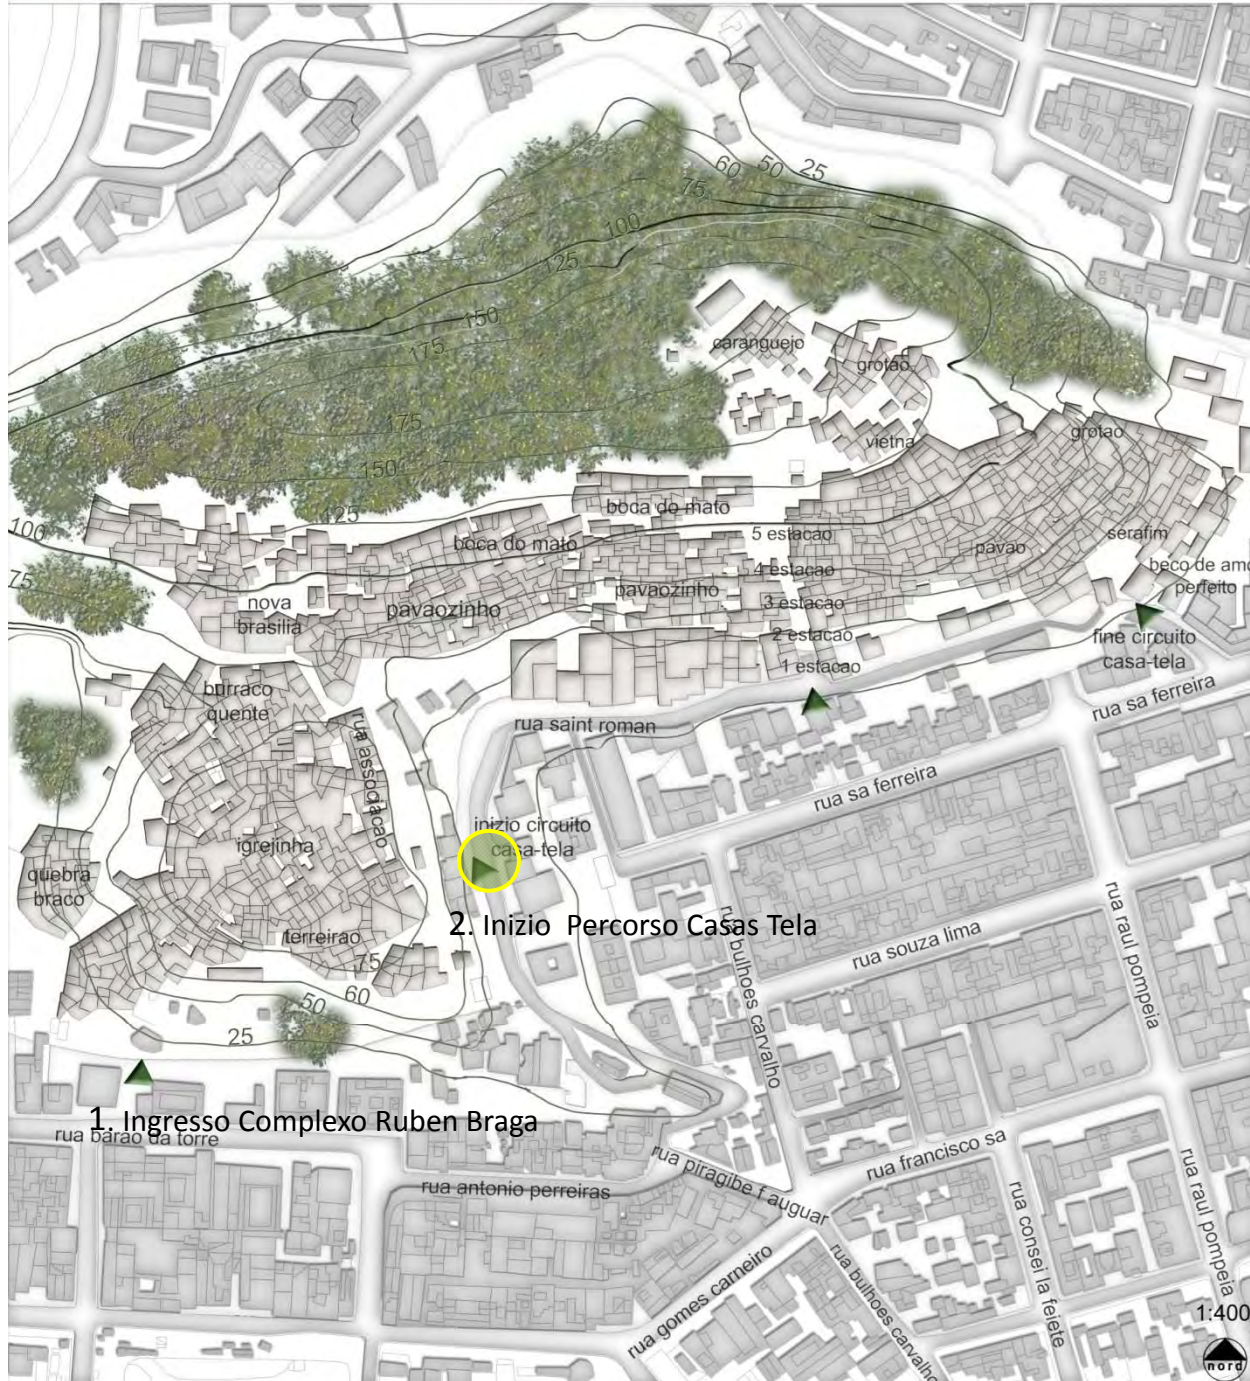 25
50
60
75
100
125
150
175
caranguejo
grotao
175
vietna
grotao
150
boca do mato
125
100
5 estacao
boca do mato
pavao
serafim
4 estacao
beco de amo
perfeito
75
pavaozinho
nova
brasilia
pavaozinho
3 estacao
2 estacao
fine circuito
casa-tela
1 estacao
burraco
quente
rua associacao
rua saint roman
rua sa ferreira
rua sa ferreira
inizio circuito
casa-tela
igrejinha
quebra
braco
2. Inizio Percorso Casas Tela
terreirao
rua bulhoes carvalho
rua souza lima
rua raul pompeia
75
60
50
25
1. Ingresso Complexo Ruben Braga
rua barao da torre
rua francisco sa
rua piragibe f auguar
rua antonio perreiras
rua raul pompeia
rua consei la feiete
rua bulhoes carvalho
rua gomes carneiro
1:400
nord